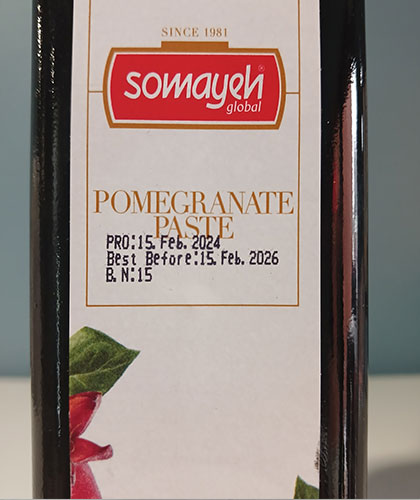 SINCE 1981
somayeh®
global
POMEGRANATE
PASTE
PRO:15. Feb. 2024
Best Before:15. Feb. 2026
B. N:15